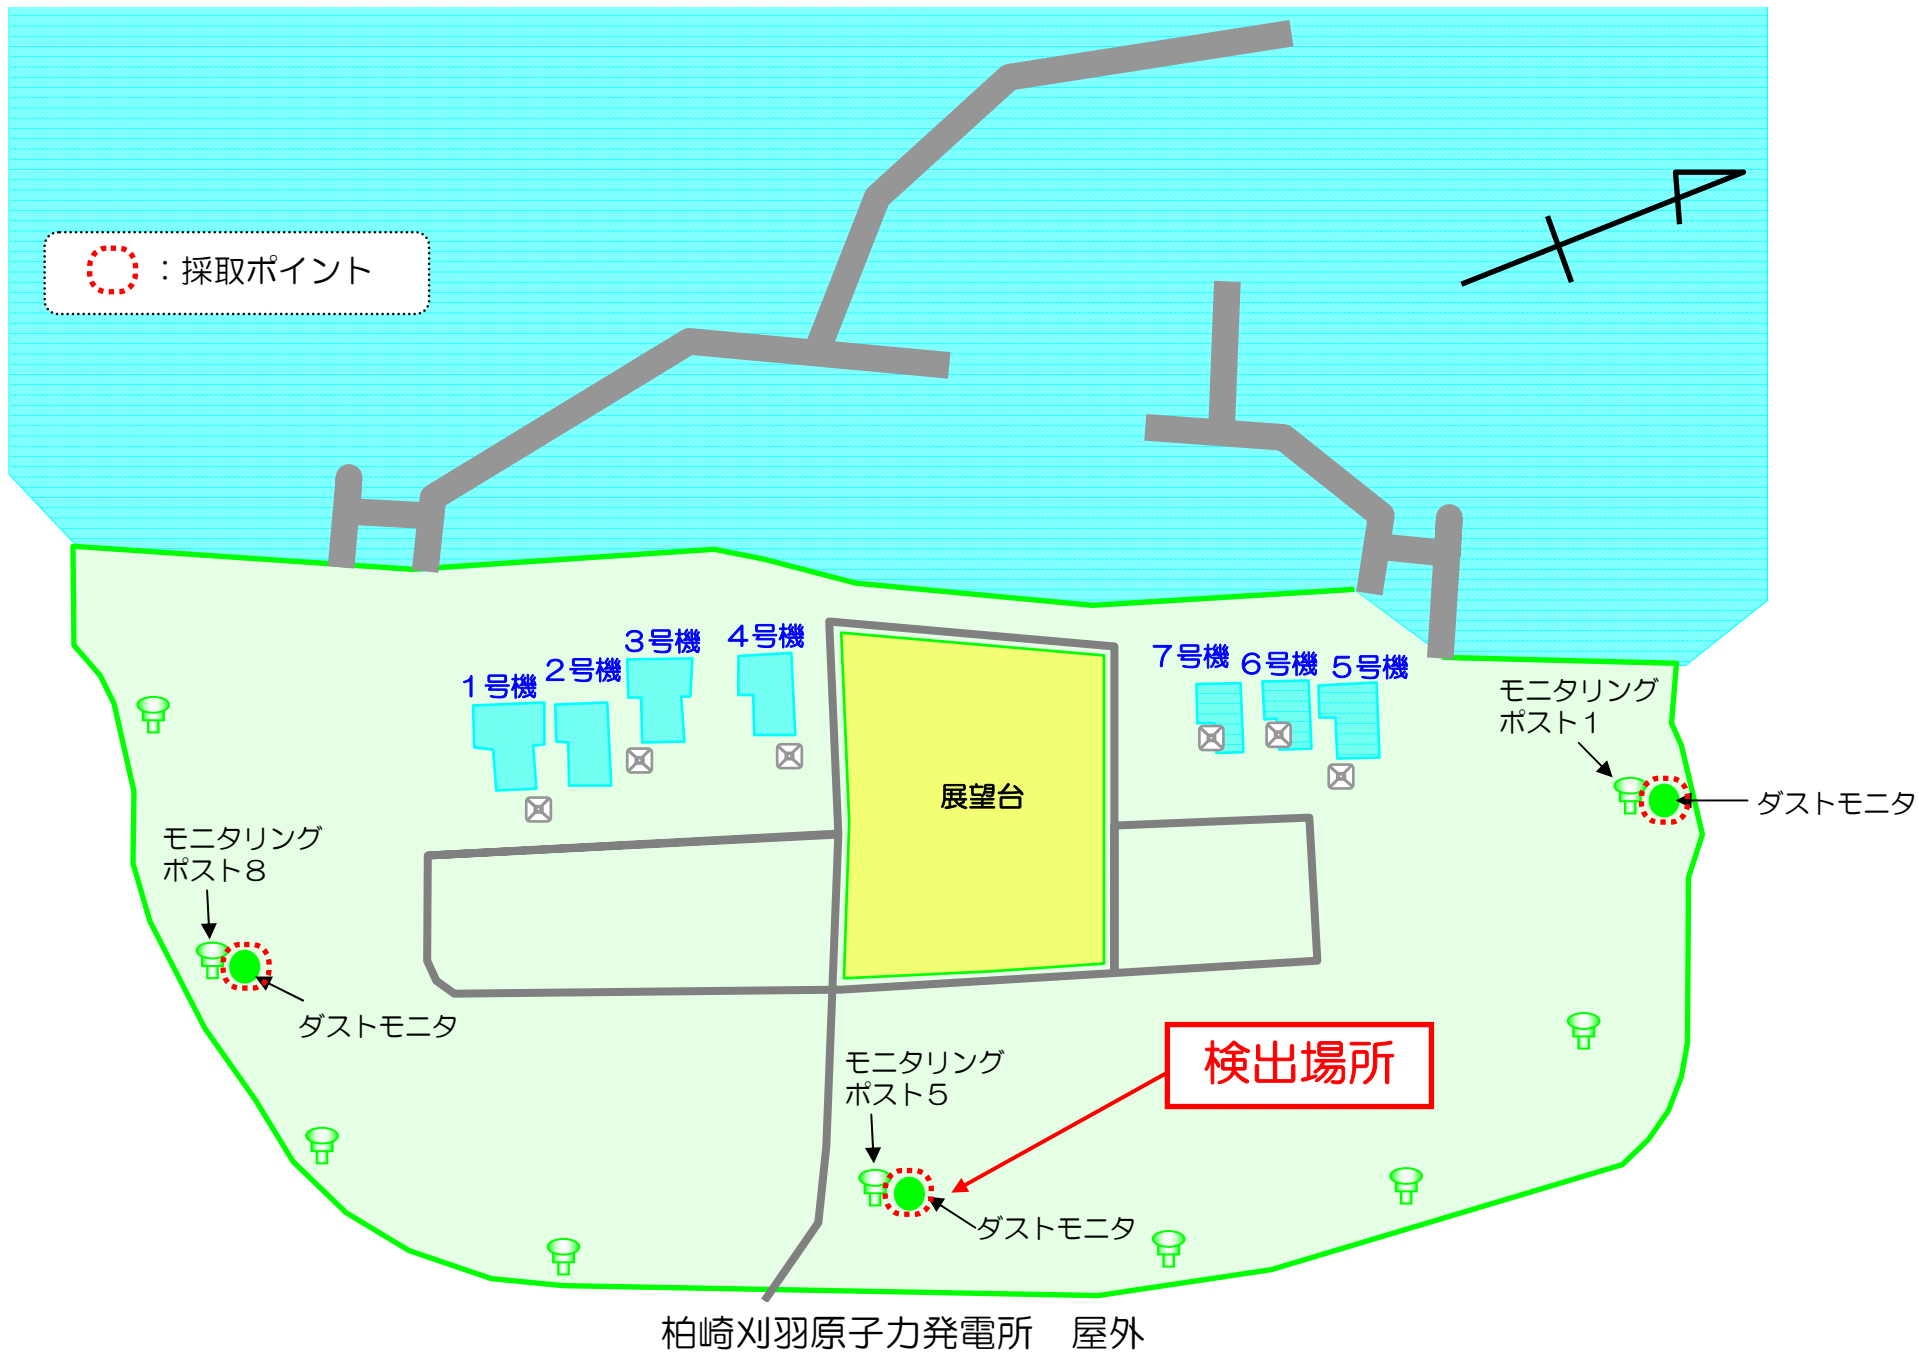 ：採取ポイント
１号機
２号機
３号機
４号機
７号機
６号機
５号機
モニタリング
ポスト１
ダストモニタ
展望台
モニタリング
ポスト８
ダストモニタ
検出場所
モニタリング
ポスト５
ダストモニタ
柏崎刈羽原子力発電所　屋外